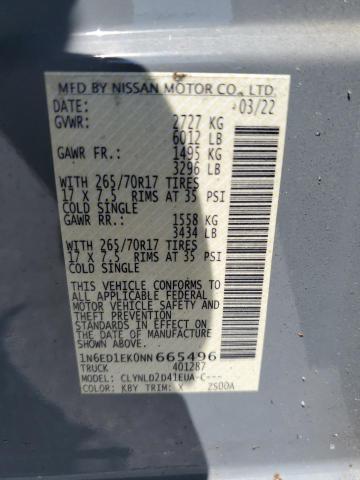 MFD BY NISSAN MOTOR CO., LTD.
DATE: 03/22
GVWR: 2727 KG
6012 LB
GAWR FR.: 1495 KG
3296 LB
WITH 265/70R17 TIRES
17 X 7.5 RIMS AT 35 PSI
COLD SINGLE
GAWR RR.: 1558 KG
3434 LB
WITH 265/70R17 TIRES
17 X 7.5 RIMS AT 35 PSI
COLD SINGLE
THIS VEHICLE CONFORMS TO
ALL APPLICABLE FEDERAL
MOTOR VEHICLE SAFETY AND
THEFT PREVENTION
STANDARDS IN EFFECT ON
THE DATE OF MANUFACTURE
SHOWN ABOVE.
1N6ED1EK0NN 665496
TRUCK 401287
MODEL: CLYNLD2D41EUA-C---
COLOR: KBY TRIM: X 2S00A